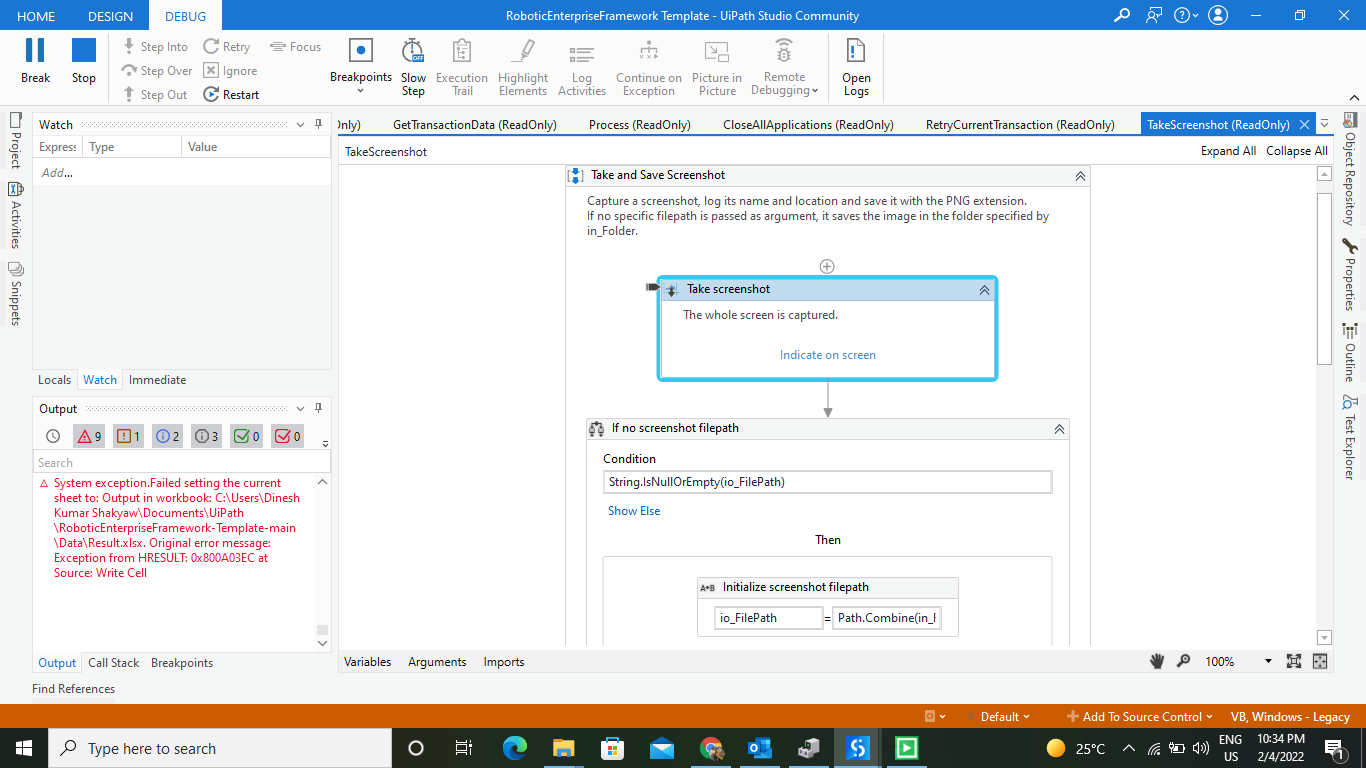 HOME DESIGN DEBUG RoboticEnterpriseFramework Template - UiPath Studio Community
Step Into Retry Focus
Step Over Ignore
Step Out Restart
Break Stop Breakpoints Slow Step Execution Trail Highlight Elements Log Activities Continue on Exception Picture in Picture Remote Debugging Open Logs
Project
Activities
Snippets
Watch
Expres Type Value
Add...
Locals Watch Immediate
Output
9 1 2 3 0 0
Search
System exception.Failed setting the current
sheet to: Output in workbook: C:\Users\Dinesh
Kumar Shakyaw\Documents\UiPath
\RoboticEnterpriseFramework-Template-main
\Data\Result.xlsx. Original error message:
Exception from HRESULT: 0x800A03EC at
Source: Write Cell
Output Call Stack Breakpoints
Find References
Only) GetTransactionData (ReadOnly) Process (ReadOnly) CloseAllApplications (ReadOnly) RetryCurrentTransaction (ReadOnly) TakeScreenshot (ReadOnly)
TakeScreenshot Expand All Collapse All
Take and Save Screenshot
Capture a screenshot, log its name and location and save it with the PNG extension.
If no specific filepath is passed as argument, it saves the image in the folder specified by
in_Folder.
Take screenshot
The whole screen is captured.
Indicate on screen
If no screenshot filepath
Condition
String.IsNullOrEmpty(io_FilePath)
Show Else
Then
A+B Initialize screenshot filepath
io_FilePath = Path.Combine(in_F
Variables Arguments Imports 100%
Object Repository
Properties
Outline
Test Explorer
Default Add To Source Control VB, Windows - Legacy
Type here to search 25°C ENG US 10:34 PM 2/4/2022 1